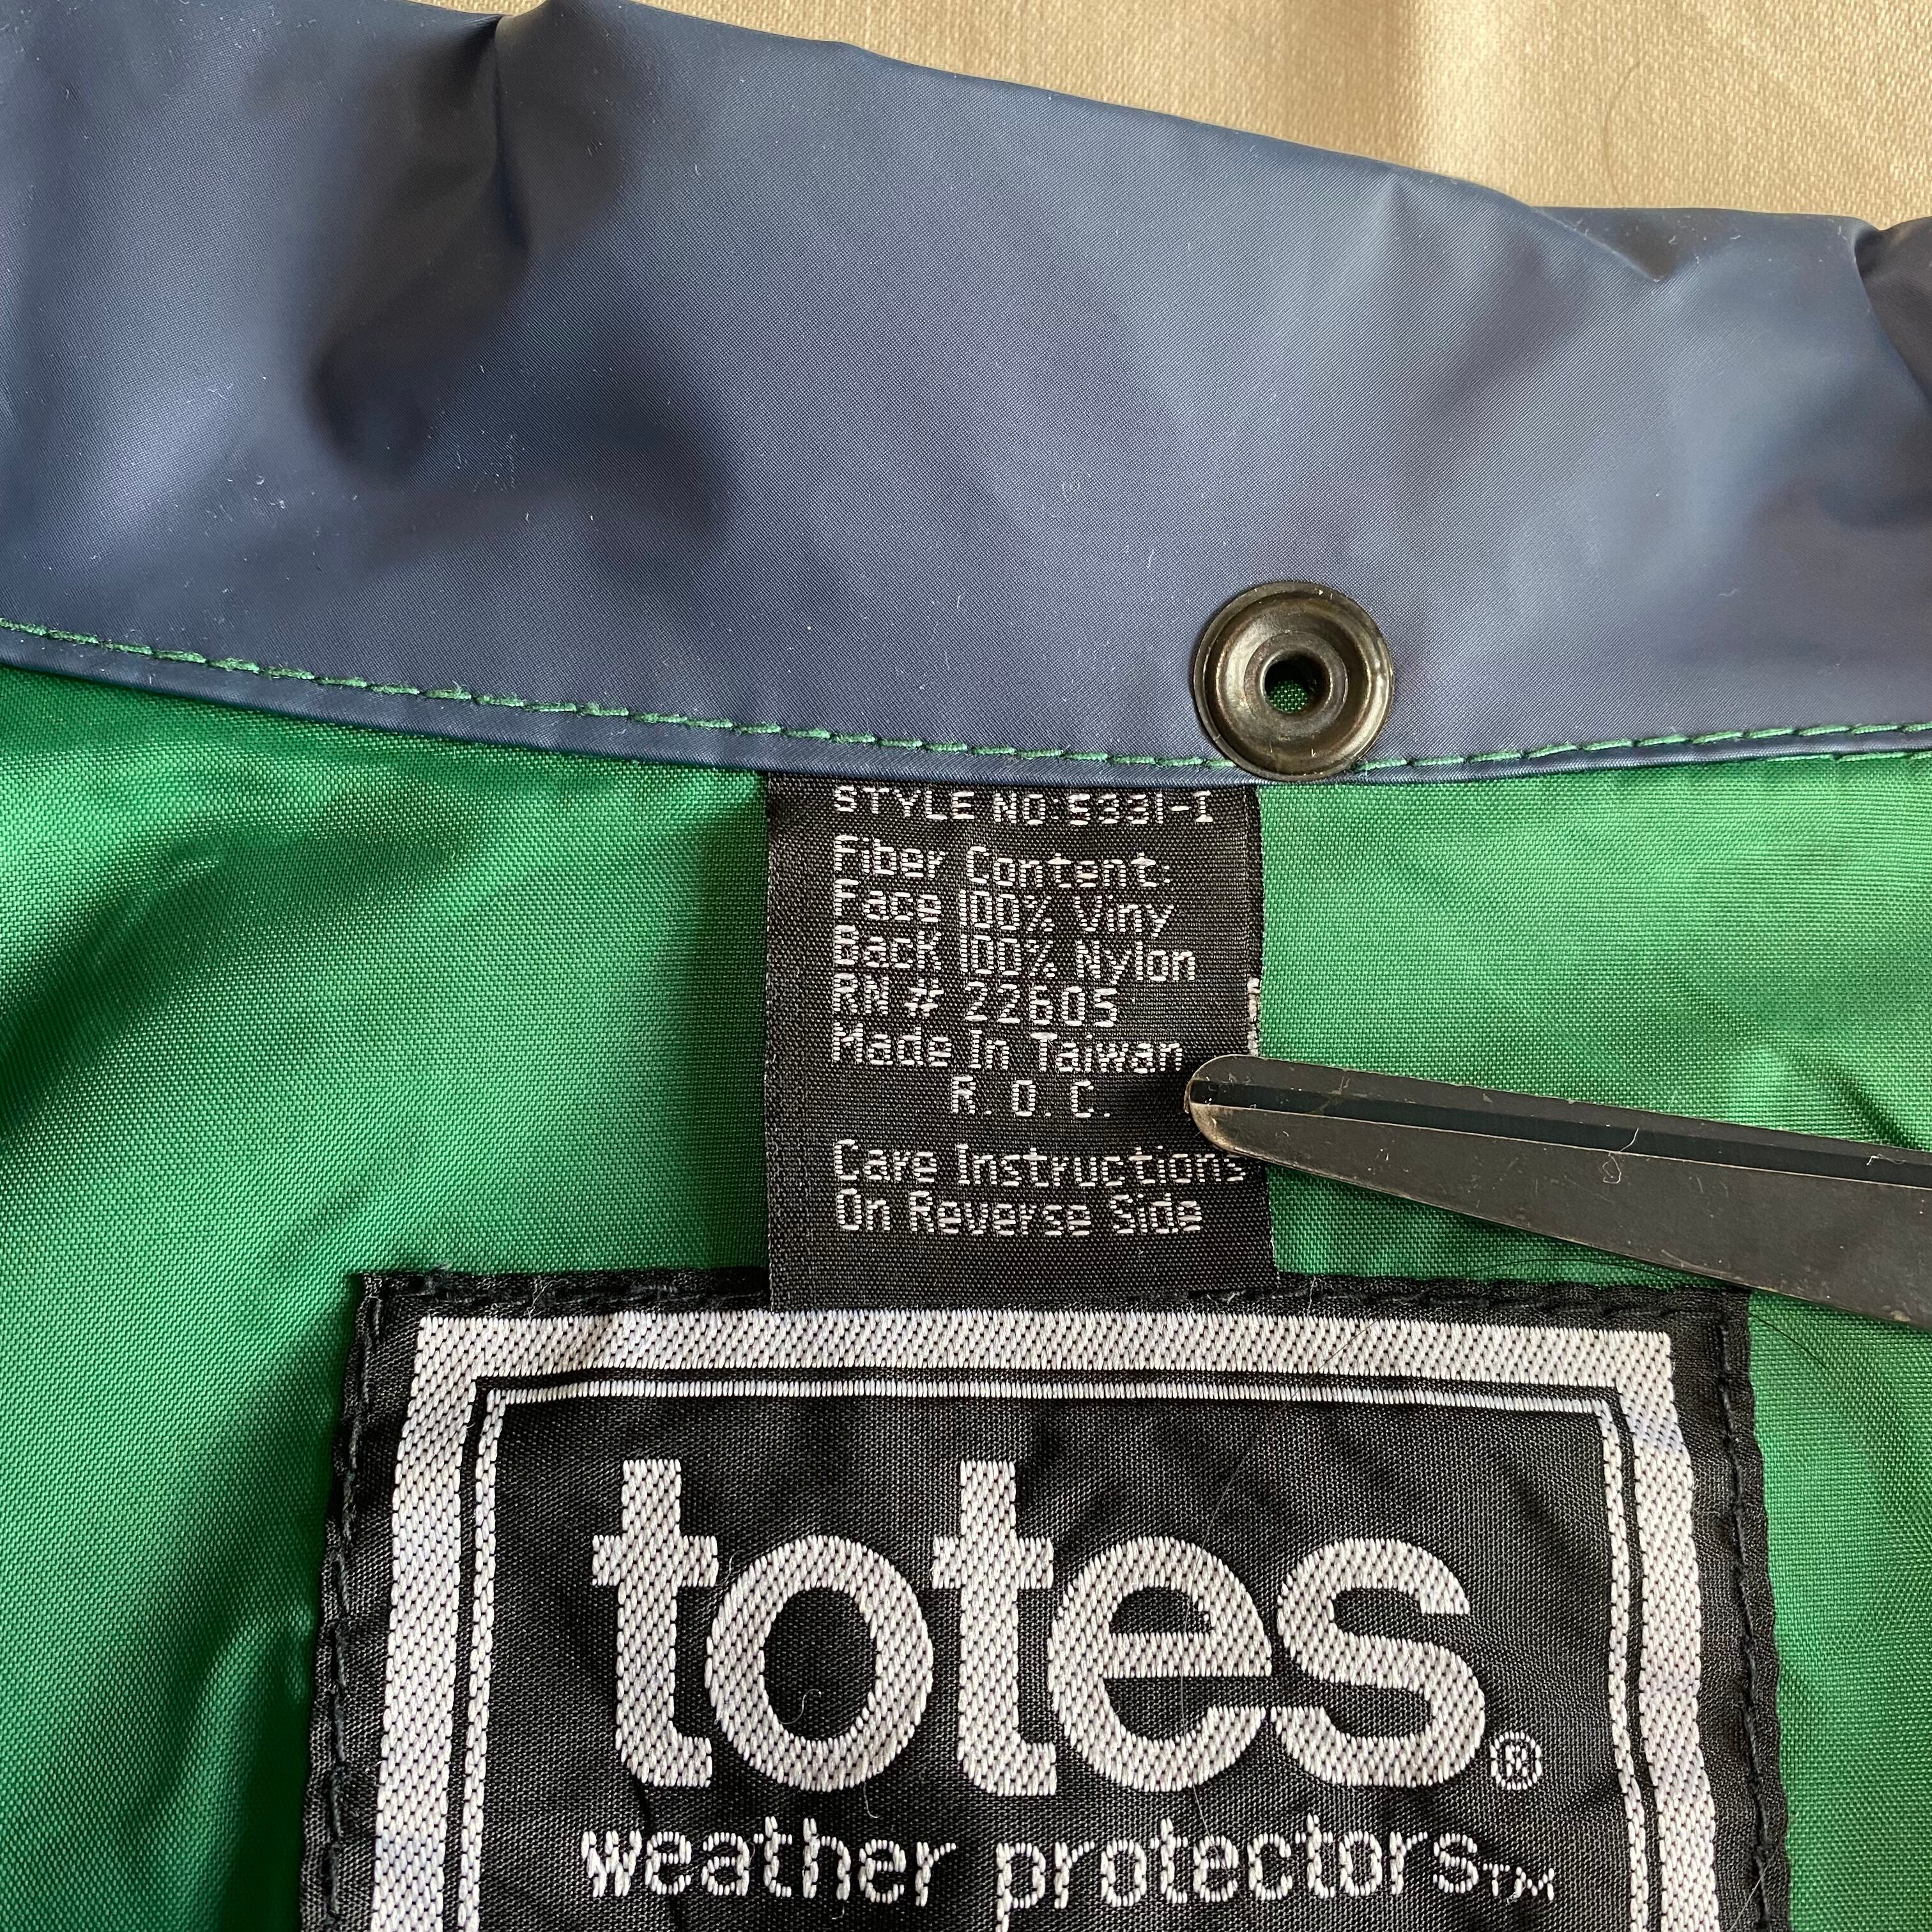 STYLE NO:5331-I
Fiber Content:
Face 100% Viny
Back 100% Nylon
RN # 22605
Made In Taiwan
R.O.C.
Care Instructions
On Reverse Side
totes®
weather protectors™